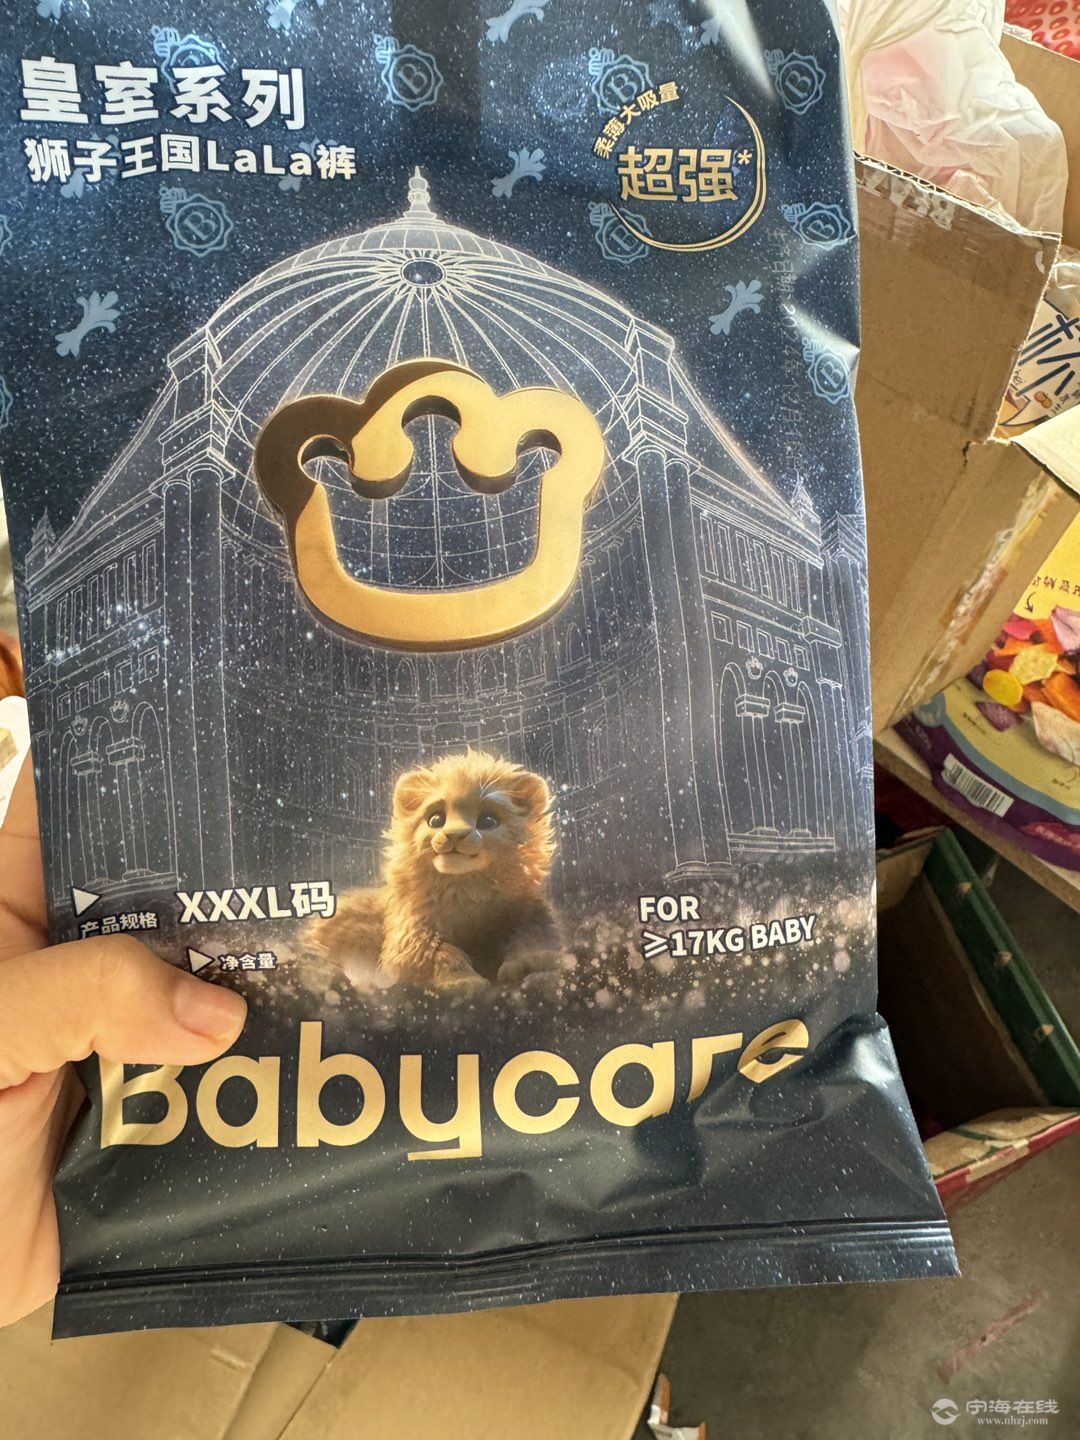 皇室系列
狮子王国LaLa裤
柔薄大吸量
超强*
产品规格
XXXL码
净含量
FOR
≥17KG BABY
Babycare
宁海在线
www.nhzj.com